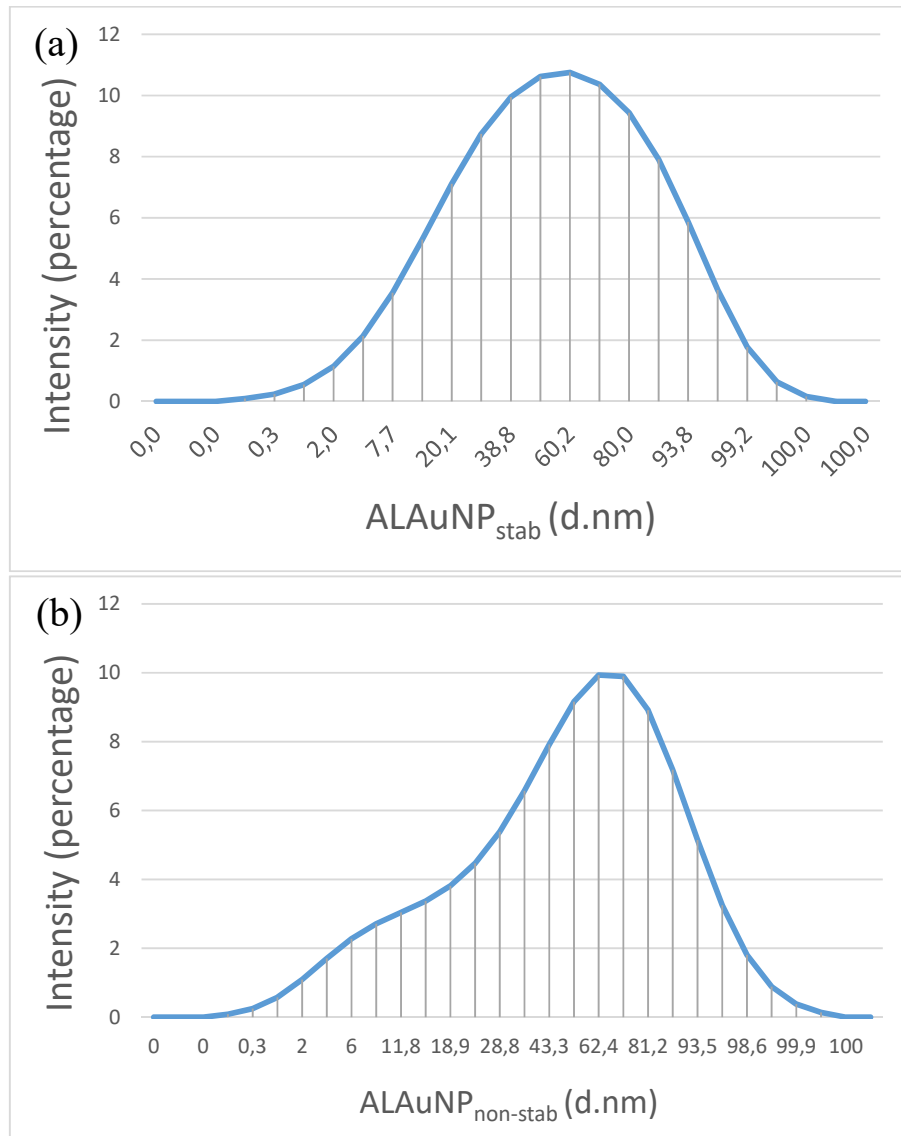 (a)
Intensity (percentage)
12
10
8
6
4
2
0
0,0 0,0 0,3 2,0 7,7 20,1 38,8 60,2 80,0 93,8 99,2 100,0 100,0
ALAuNPstab (d.nm)
(b)
Intensity (percentage)
12
10
8
6
4
2
0
0 0 0,3 2 6 11,8 18,9 28,8 43,3 62,4 81,2 93,5 98,6 99,9 100
ALAuNPnon-stab (d.nm)